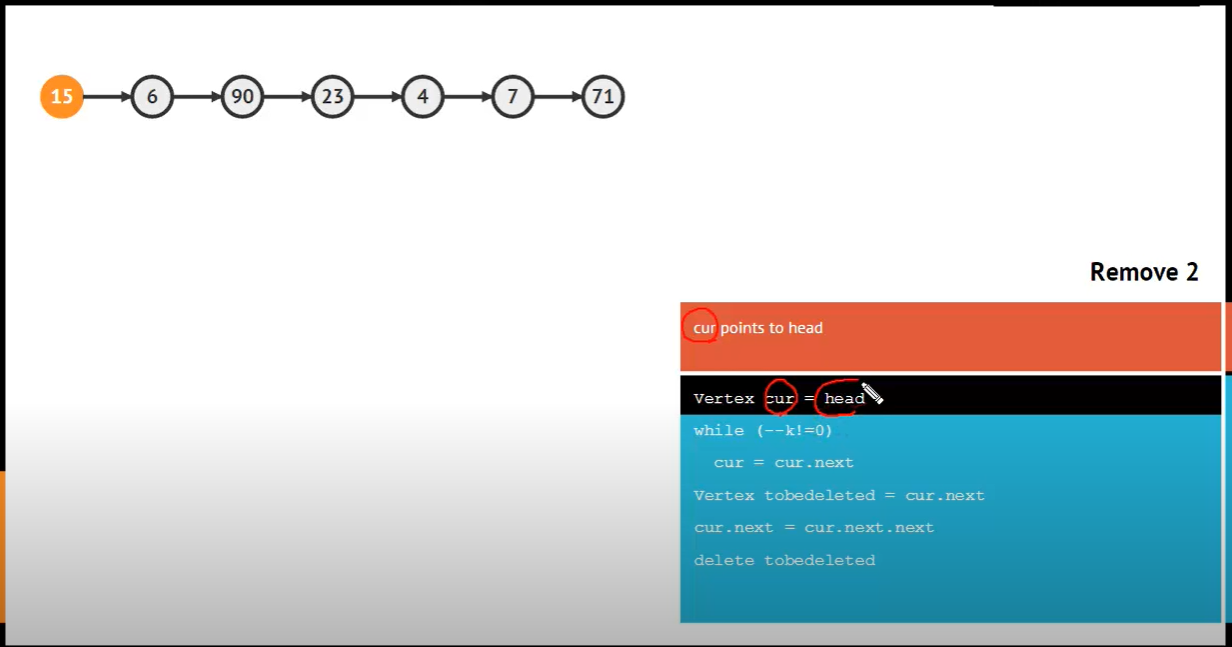 15 6 90 23 4 7 71
Remove 2
cur points to head
Vertex cur = head
while (--k!=0)
cur = cur.next
Vertex tobedeleted = cur.next
cur.next = cur.next.next
delete tobedeleted